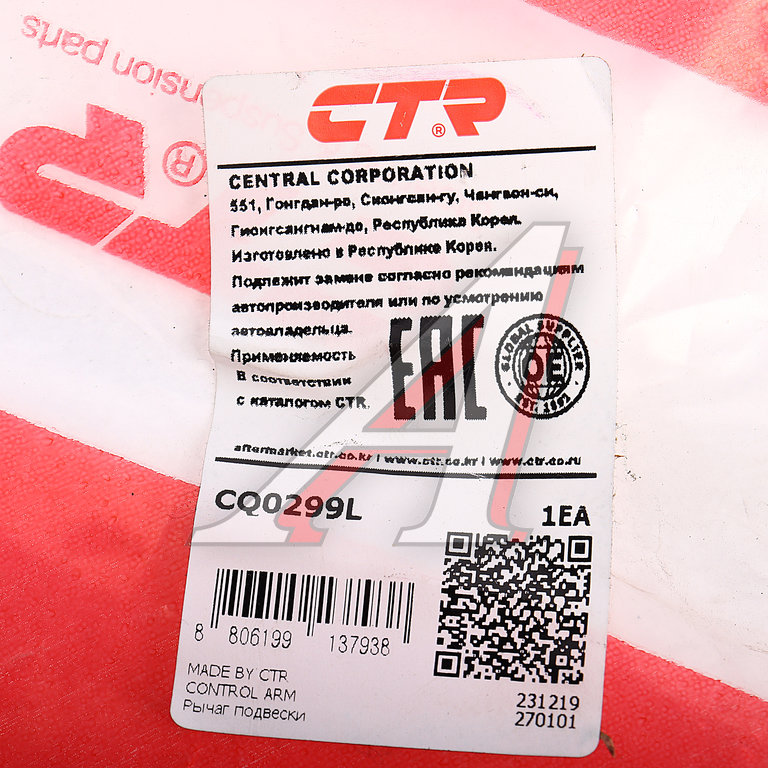 Suspension parts
®
CTR®
CENTRAL CORPORATION
551, Гонгдан-ро, Сионгсан-гу, Чангвон-си,
Гионгсангнам-до, Республика Корея.
Изготовлено в Республике Корея.
Подлежит замене согласно рекомендациям
автопроизводителя или по усмотрению
автовладельца.
Применяемость
В соответствии
с каталогом CTR.
EAC
GLOBAL SUPPLIER
OE
EST. 1952
aftermarket.ctr.co.kr | www.ctr.co.kr | www.ctr.co.ru
CQ0299L
1EA
8 806199 137938
MADE BY CTR
CONTROL ARM
Рычаг подвески
231219
270101